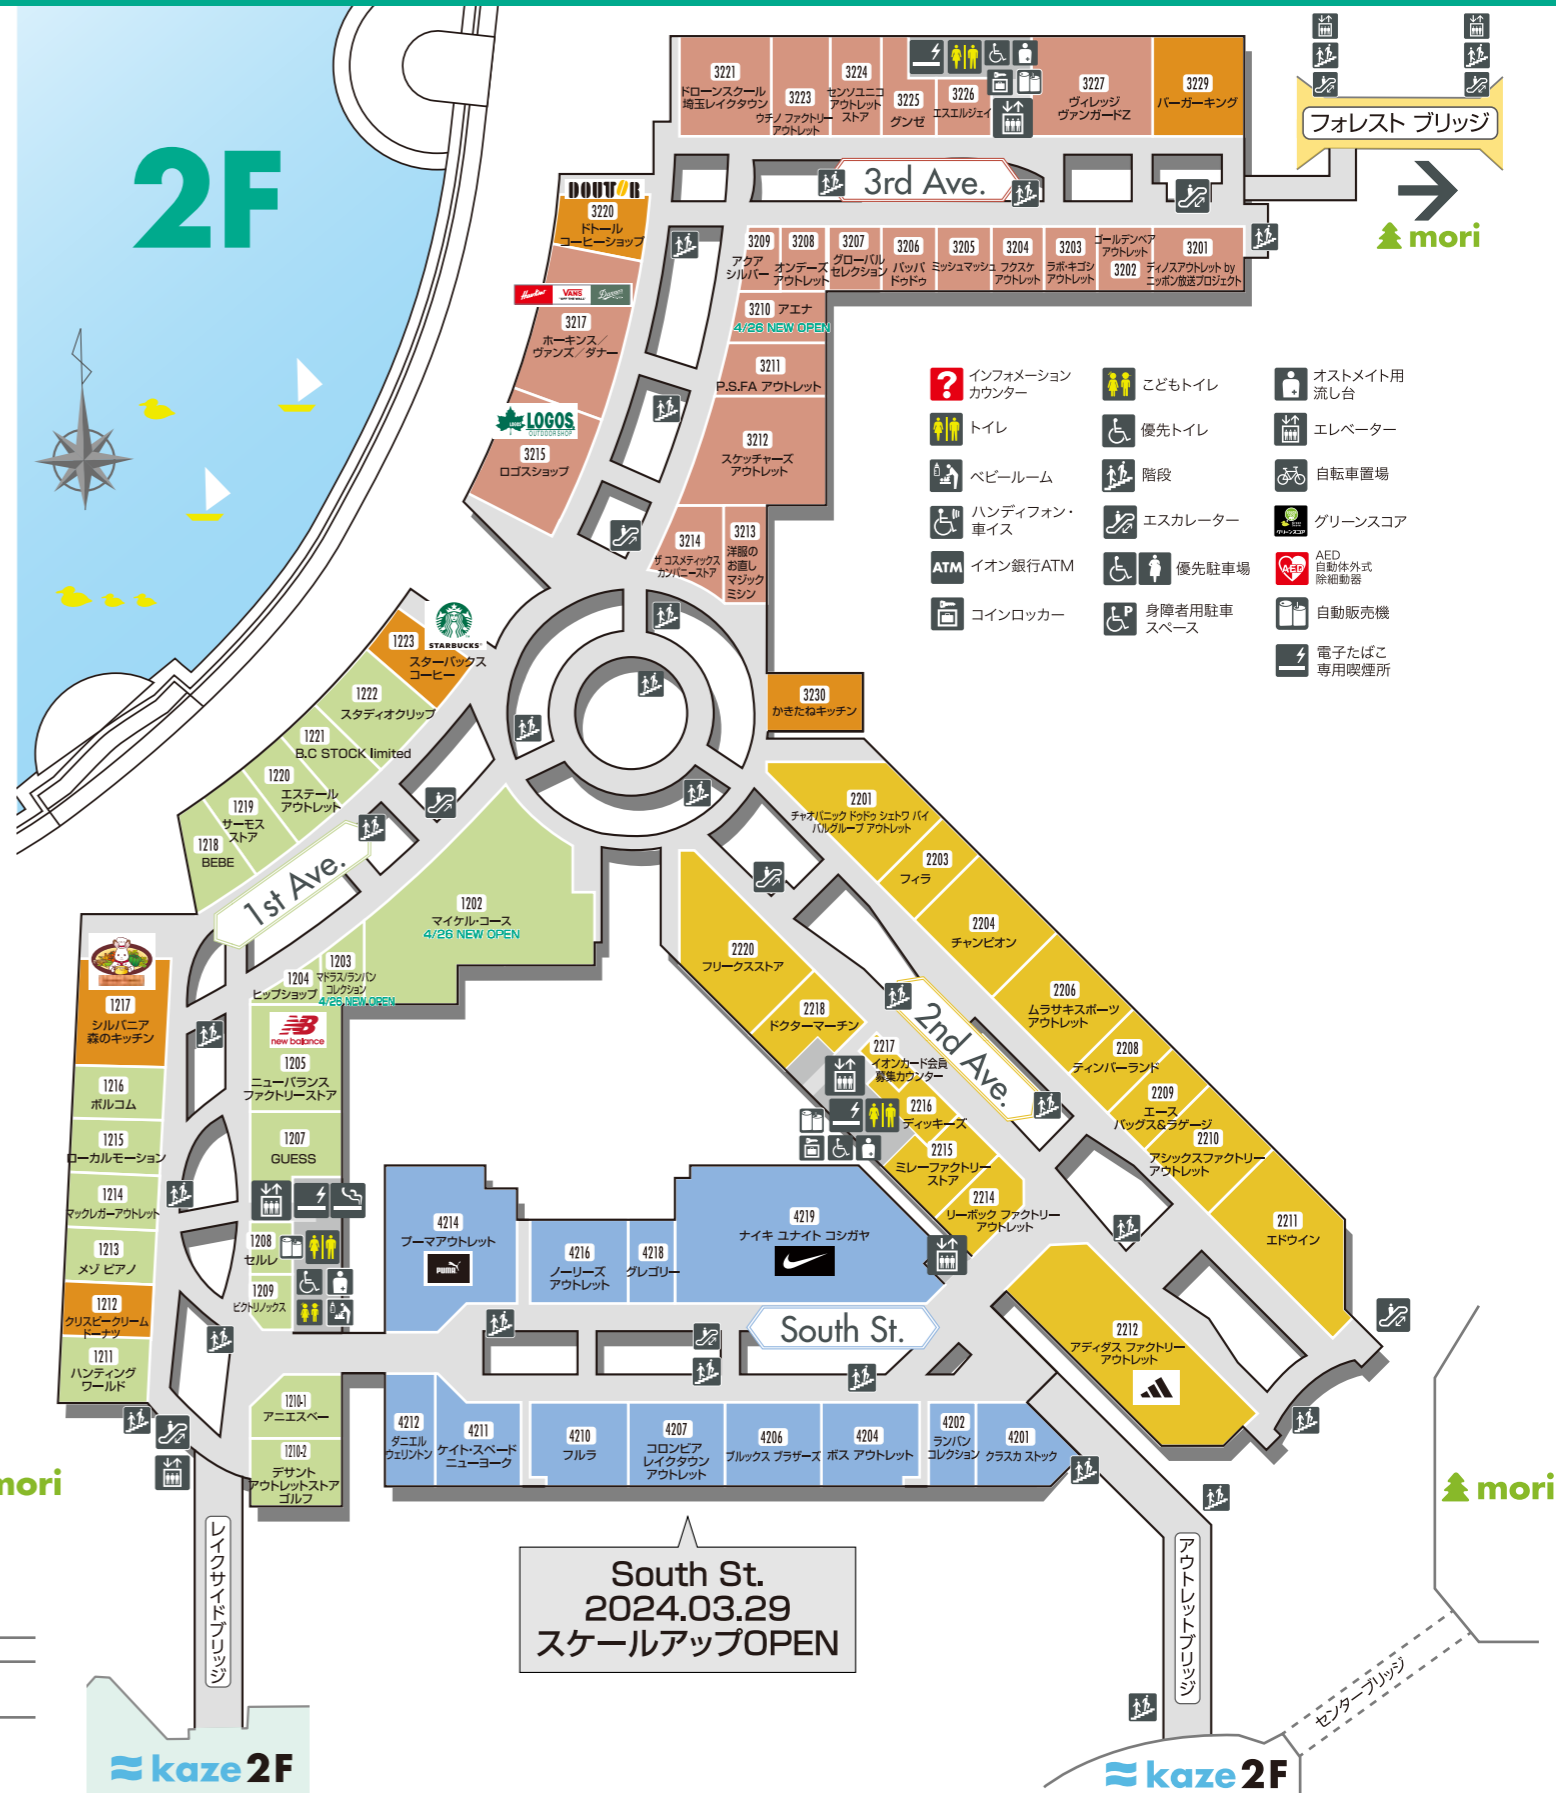 2F
3221
ドローンスクール
埼玉レイクタウン
3223
ウチノ ファクトリー
アウトレット
3224
センソユニコ
アウトレット
ストア
3225
グンゼ
3226
エスエルジェイ
3227
ヴィレッジ
ヴァンガードZ
3229
バーガーキング
フォレスト ブリッジ
mori
3rd Ave.
DOUTOR
3220
ドトール
コーヒーショップ
3209
アクア
シルバー
3208
オンデーズ
アウトレット
3207
グローバル
セレクション
3206
パッパ
ドゥドゥ
3205
ミッシュマッシュ
3204
フクスケ
アウトレット
3203
ラボ・キゴシ
アウトレット
ゴールデンベア
アウトレット
3202
3201
ディノスアウトレット by
ニッポン放送プロジェクト
Hawkins
VANS
"OFF THE WALL"
Danner
3217
ホーキンス/
ヴァンズ/ダナー
3210 アエナ
4/26 NEW OPEN
3211
P.S.FA アウトレット
LOGOS
OUTDOOR SHOP
3215
ロゴスショップ
3212
スケッチャーズ
アウトレット
3214
ザ コスメティックス
カンパニーストア
3213
洋服の
お直し
マジック
ミシン
インフォメーション
カウンター
トイレ
ベビールーム
ハンディフォン・
車イス
ATM
イオン銀行ATM
コインロッカー
こどもトイレ
優先トイレ
階段
エスカレーター
優先駐車場
P
身障者用駐車
スペース
オストメイト用
流し台
エレベーター
自転車置場
グリーンスコア
グリーンスコア
AED
AED
自動体外式
除細動器
自動販売機
電子たばこ
専用喫煙所
STARBUCKS
1223
スターバックス
コーヒー
1222
スタディオクリップ
1221
B.C STOCK limited
1220
エステール
アウトレット
1219
サーモス
ストア
1218
BEBE
3230
かきたねキッチン
1st Ave.
1202
マイケル・コース
4/26 NEW OPEN
1203
マドラス/ランバン
コレクション
4/26 NEW OPEN
1204
ヒップショップ
new balance
1205
ニューバランス
ファクトリーストア
1207
GUESS
1208
セルレ
1209
ビクトリノックス
1217
シルバニア
森のキッチン
1216
ボルコム
1215
ローカルモーション
1214
マックレガーアウトレット
1213
メゾ ピアノ
1212
クリスピークリーム
ドーナツ
1211
ハンティング
ワールド
1210-1
アニエスベー
1210-2
デサント
アウトレットストア
ゴルフ
2201
チャオパニック ドゥドゥ シェトワ バイ
パルグループ アウトレット
2203
フィラ
2204
チャンピオン
2206
ムラサキスポーツ
アウトレット
2208
ティンバーランド
2209
エース
バッグス&ラゲージ
2210
アシックスファクトリー
アウトレット
2211
エドウイン
2220
フリークスストア
2218
ドクターマーチン
2217
イオンカード会員
募集カウンター
2216
ディッキーズ
2215
ミレーファクトリー
ストア
2214
リーボック ファクトリー
アウトレット
2nd Ave.
2212
アディダス ファクトリー
アウトレット
4214
プーマアウトレット
PUMA
4216
ノーリーズ
アウトレット
4218
グレゴリー
4219
ナイキ ユナイト コシガヤ
South St.
4212
ダニエル
ウェリントン
4211
ケイト・スペード
ニューヨーク
4210
フルラ
4207
コロンビア
レイクタウン
アウトレット
4206
ブルックス ブラザーズ
4204
ボス アウトレット
4202
ランバン
コレクション
4201
クラスカ ストック
South St.
2024.03.29
スケールアップOPEN
mori
mori
レイクサイドブリッジ
アウトレットブリッジ
センターブリッジ
kaze 2F
kaze 2F